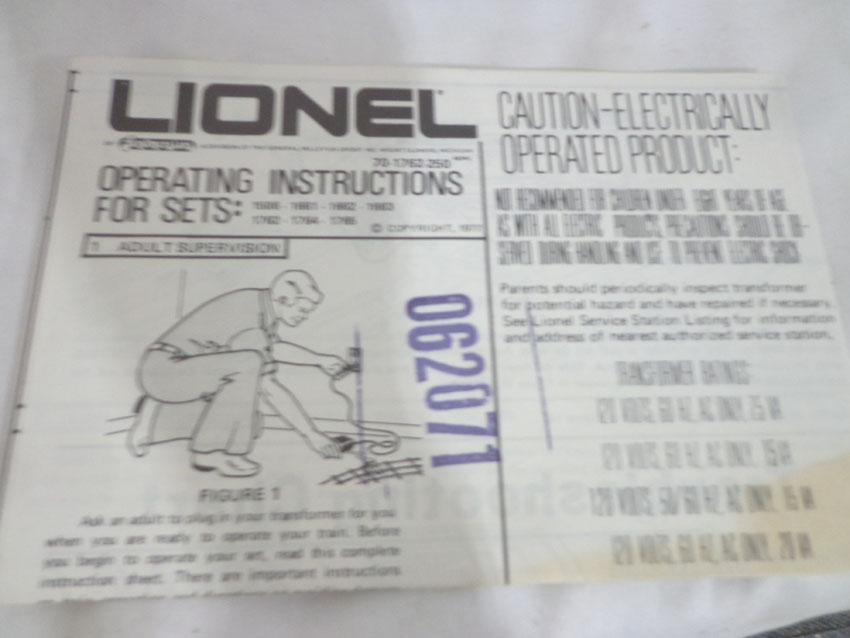 LIONEL
70-1762-250
OPERATING INSTRUCTIONS
FOR SETS:
1762 - 1764 - 1765
© COPYRIGHT, 1977
1. ADULT SUPERVISION
062071
FIGURE 1
Ask an adult to plug in your transformer for you
when you are ready to operate your train. Before
you begin to operate your set, read this complete
instruction sheet. There are important instructions
CAUTION-ELECTRICALLY
OPERATED PRODUCT:
NOT RECOMMENDED FOR CHILDREN UNDER EIGHT YEARS OF AGE.
AS WITH ALL ELECTRIC PRODUCTS, PRECAUTIONS SHOULD BE OB-
SERVED DURING HANDLING AND USE TO PREVENT ELECTRIC SHOCK.
Parents should periodically inspect transformer
for potential hazard and have repaired if necessary.
See Lionel Service Station Listing for information
and address of nearest authorized service station.
TRANSFORMER RATINGS:
120 VOLTS, 60 HZ, AC ONLY, 7.5 VA
120 VOLTS, 60 HZ, AC ONLY, 15 VA
120 VOLTS, 50/60 HZ, AC ONLY, 15 VA
120 VOLTS, 60 HZ, AC ONLY, 20 VA